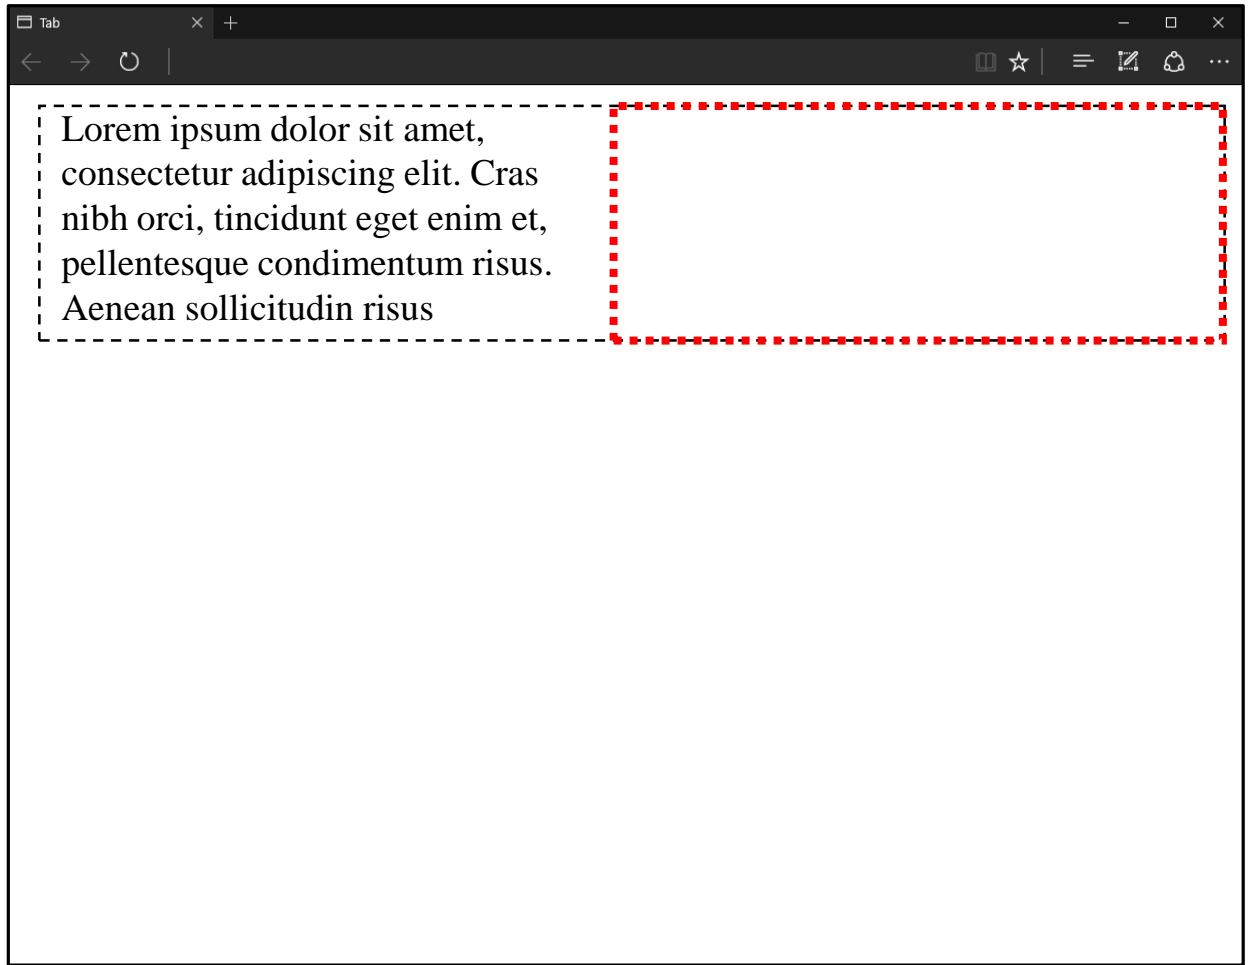 Tab
Lorem ipsum dolor sit amet,
consectetur adipiscing elit. Cras
nibh orci, tincidunt eget enim et,
pellentesque condimentum risus.
Aenean sollicitudin risus